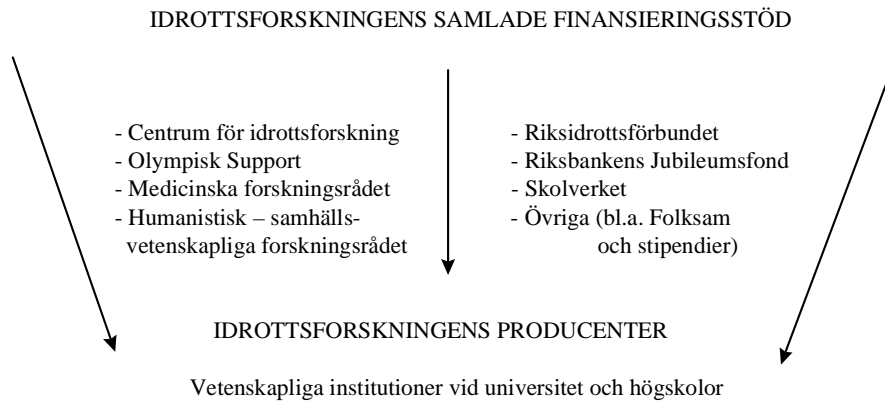 IDROTTSFORSKNINGENS SAMLADE FINANSIERINGSSTÖD
- Centrum för idrottsforskning
- Olympisk Support
- Medicinska forskningsrådet
- Humanistisk – samhälls-
vetenskapliga forskningsrådet
- Riksidrottsförbundet
- Riksbankens Jubileumsfond
- Skolverket
- Övriga (bl.a. Folksam
och stipendier)
IDROTTSFORSKNINGENS PRODUCENTER
Vetenskapliga institutioner vid universitet och högskolor